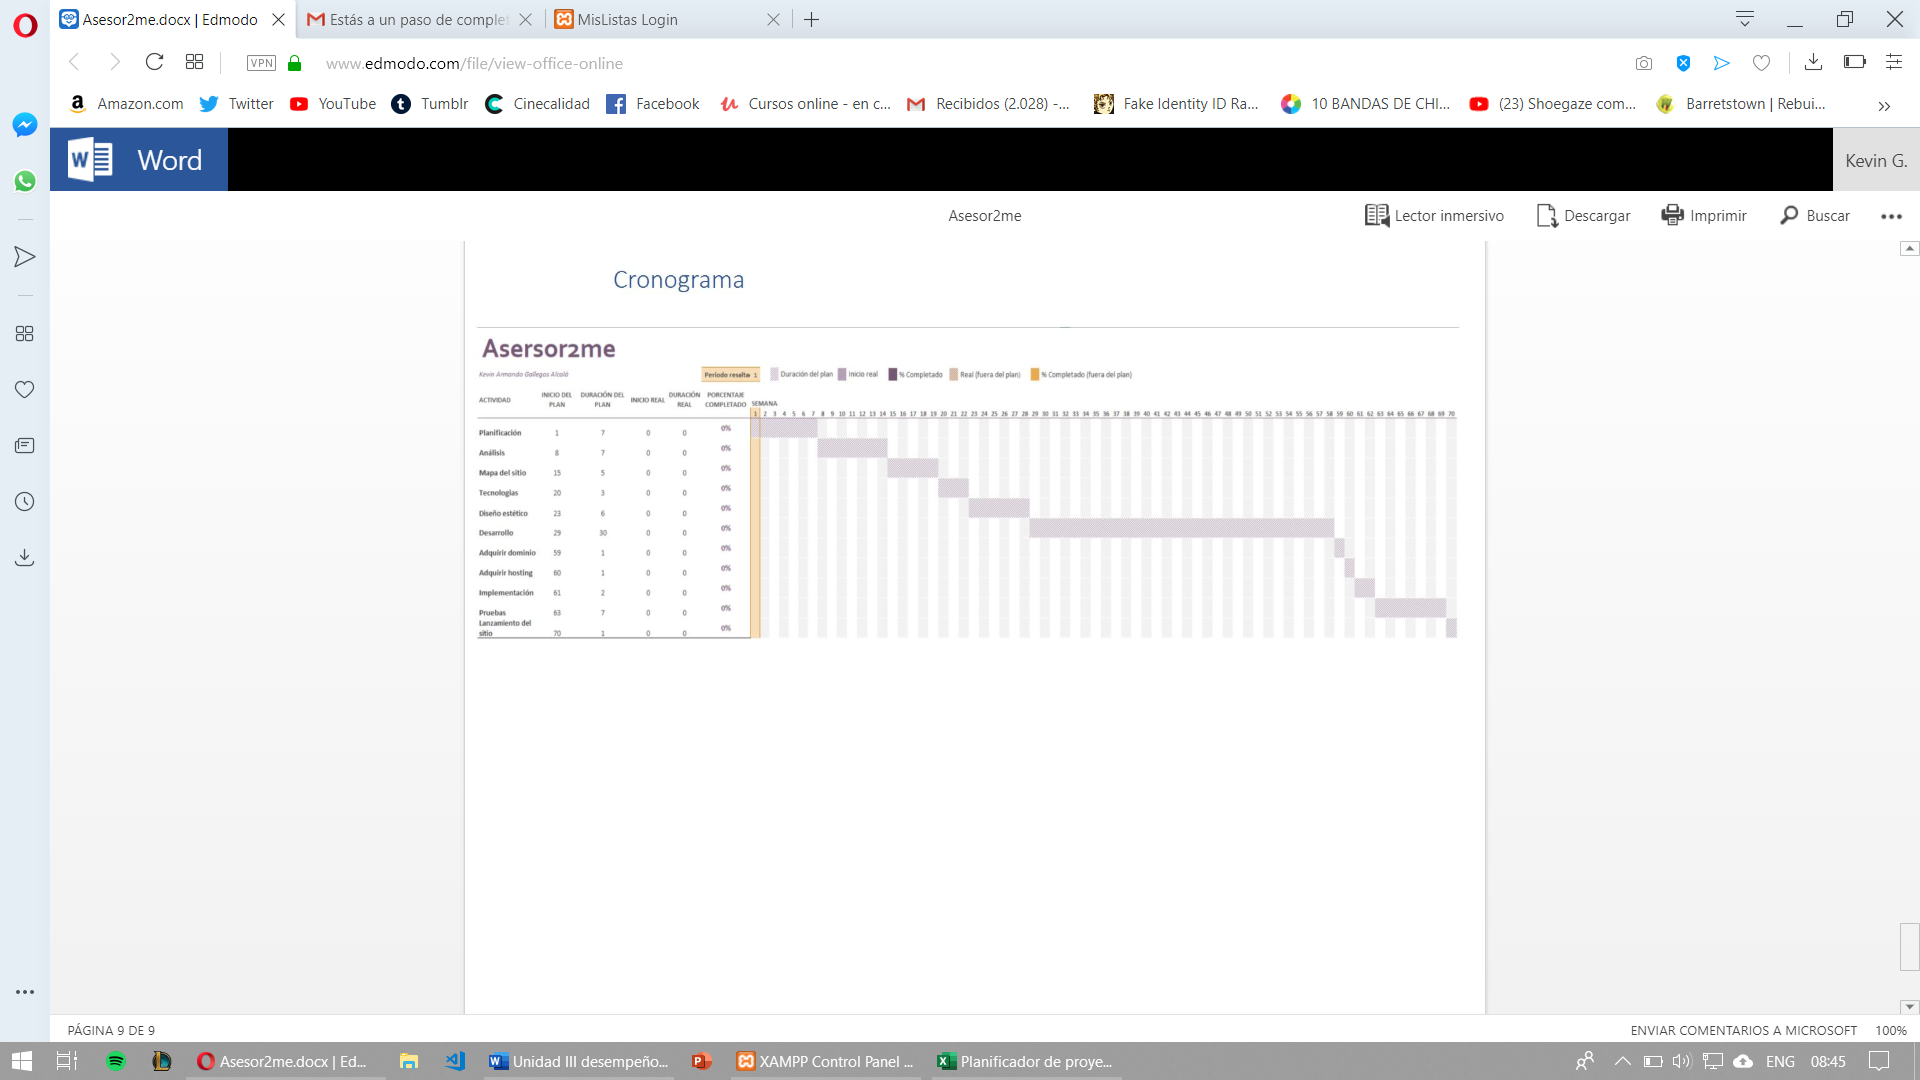 Asesor2me.docx | Edmodo
Estás a un paso de complet
MisListas Login
VPN
www.edmodo.com/file/view-office-online
Amazon.com
Twitter
YouTube
Tumblr
Cinecalidad
Facebook
Cursos online - en c...
Recibidos (2.028) -...
Fake Identity ID Ra...
10 BANDAS DE CHI...
(23) Shoegaze com...
Barretstown | Rebui...
Word
Kevin G.
Asesor2me
Lector inmersivo
Descargar
Imprimir
Buscar
Cronograma
Asersor2me
Kevin Armando Gallegos Alcalá
Período resalta 1
Duración del plan
Inicio real
% Completado
Real (fuera del plan)
% Completado (fuera del plan)
ACTIVIDAD INICIO DEL PLAN DURACIÓN DEL PLAN INICIO REAL DURACIÓN REAL PORCENTAJE COMPLETADO SEMANA
1 2 3 4 5 6 7 8 9 10 11 12 13 14 15 16 17 18 19 20 21 22 23 24 25 26 27 28 29 30 31 32 33 34 35 36 37 38 39 40 41 42 43 44 45 46 47 48 49 50 51 52 53 54 55 56 57 58 59 60 61 62 63 64 65 66 67 68 69 70
Planificación 1 7 0 0 0%
Análisis 8 7 0 0 0%
Mapa del sitio 15 5 0 0 0%
Tecnologías 20 3 0 0 0%
Diseño estético 23 6 0 0 0%
Desarrollo 29 30 0 0 0%
Adquirir dominio 59 1 0 0 0%
Adquirir hosting 60 1 0 0 0%
Implementación 61 2 0 0 0%
Pruebas 63 7 0 0 0%
Lanzamiento del sitio 70 1 0 0 0%
PÁGINA 9 DE 9
ENVIAR COMENTARIOS A MICROSOFT
100%
Asesor2me.docx | Ed...
Unidad III desempeño...
XAMPP Control Panel ...
Planificador de proye...
ENG
08:45